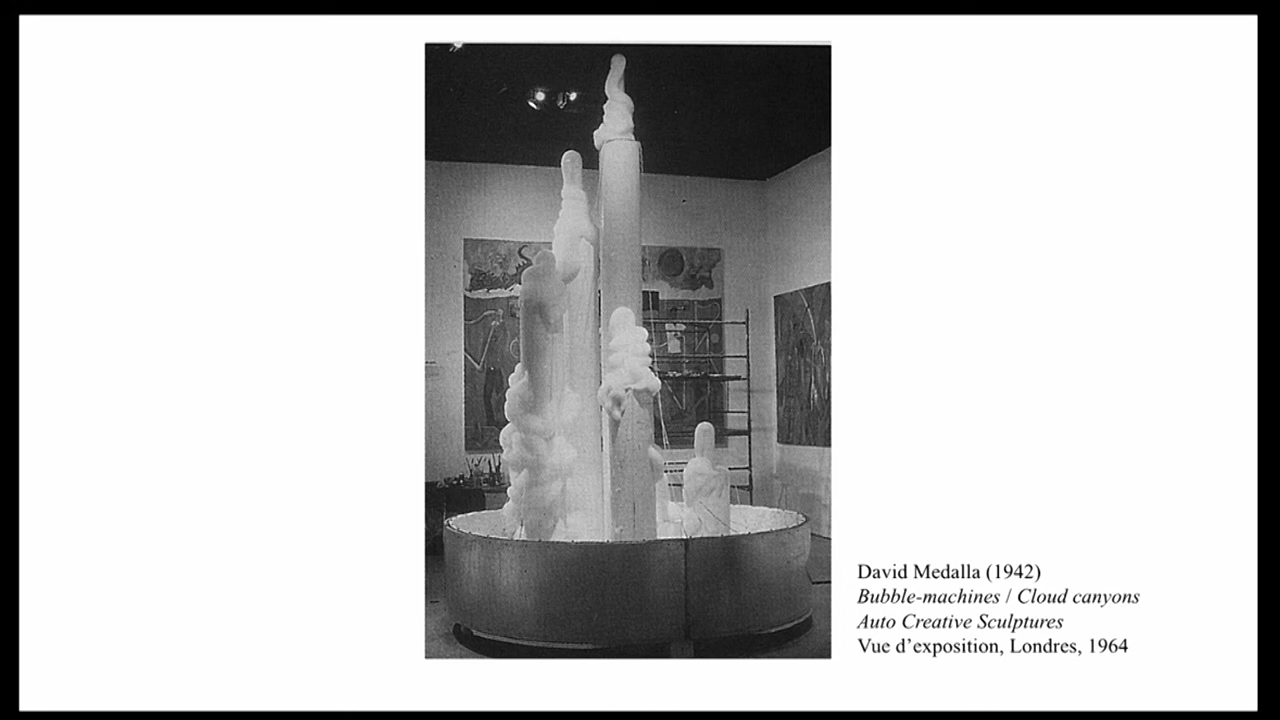 David Medalla (1942)
Bubble-machines / Cloud canyons
Auto Creative Sculptures
Vue d’exposition, Londres, 1964